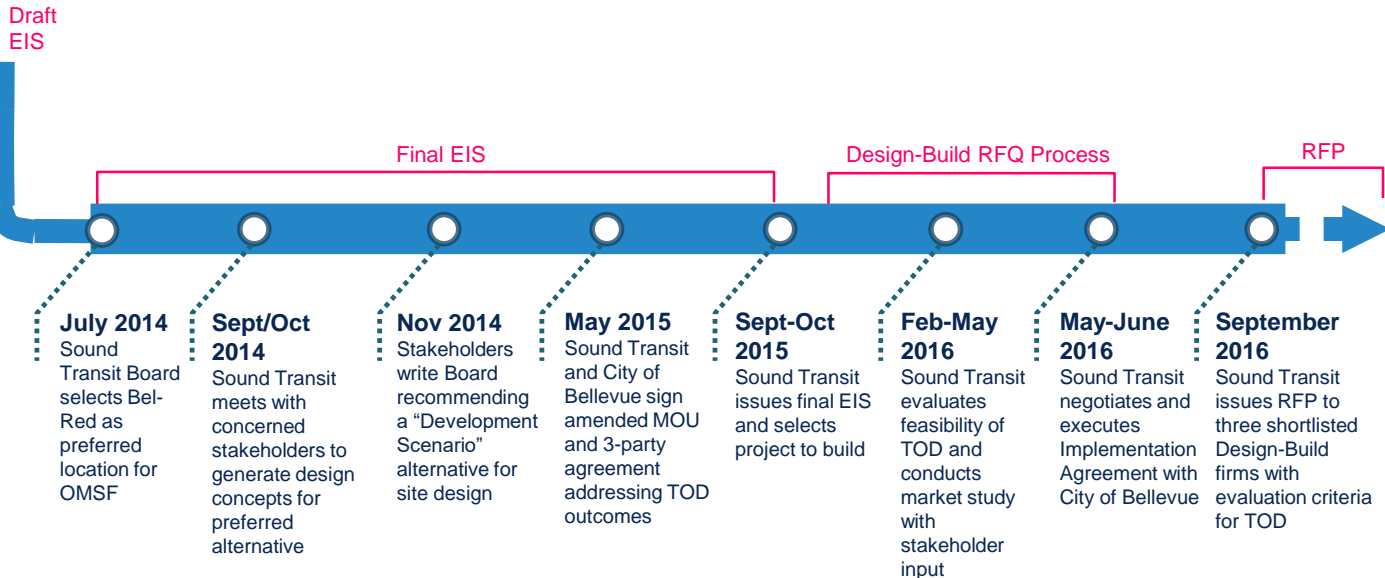 Draft
EIS
Final EIS
Design-Build RFQ Process
RFP
July 2014
Sound
Transit Board
selects Bel-
Red as
preferred
location for
OMSF
Sept/Oct
2014
Sound Transit
meets with
concerned
stakeholders to
generate design
concepts for
preferred
alternative
Nov 2014
Stakeholders
write Board
recommending
a “Development
Scenario”
alternative for
site design
May 2015
Sound Transit
and City of
Bellevue sign
amended MOU
and 3-party
agreement
addressing TOD
outcomes
Sept-Oct
2015
Sound Transit
issues final EIS
and selects
project to build
Feb-May
2016
Sound Transit
evaluates
feasibility of
TOD and
conducts
market study
with
stakeholder
input
May-June
2016
Sound Transit
negotiates and
executes
Implementation
Agreement with
City of Bellevue
September
2016
Sound Transit
issues RFP to
three shortlisted
Design-Build
firms with
evaluation criteria
for TOD